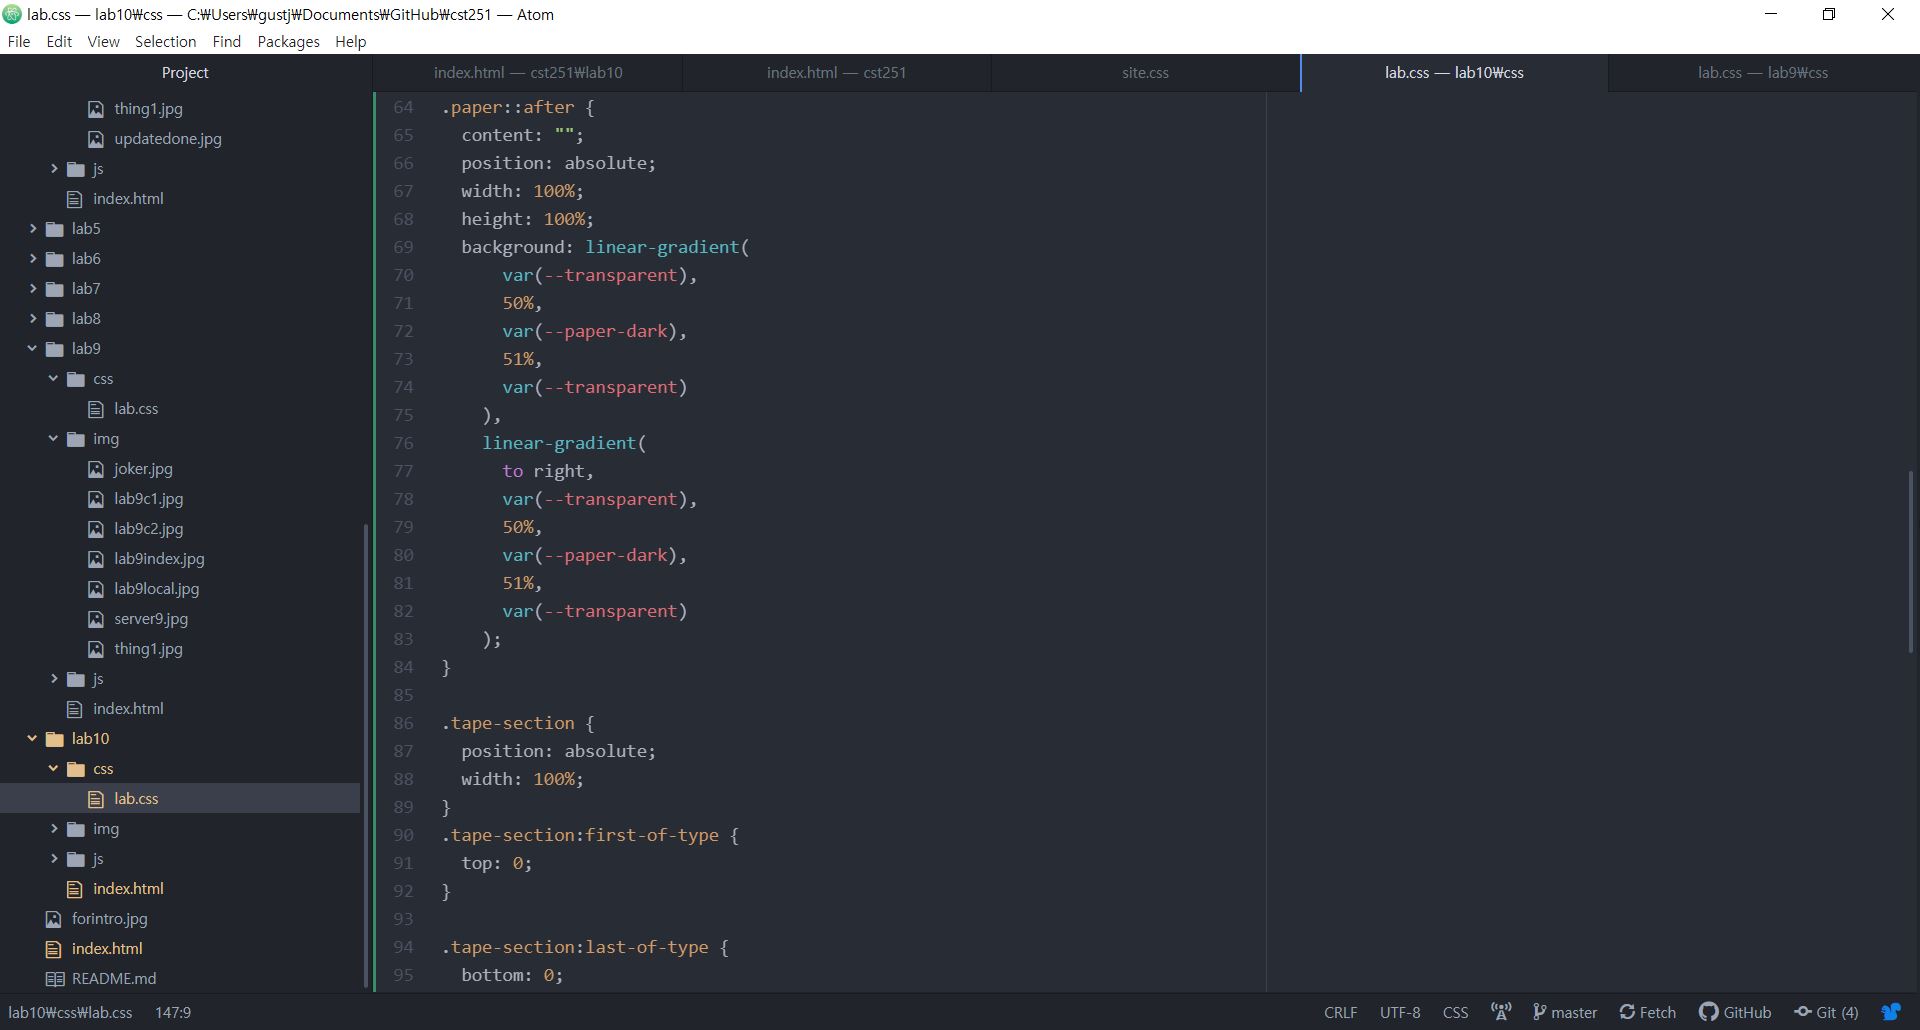 lab.css — lab10₩css — C:₩Users₩gustj₩Documents₩GitHub₩cst251 — Atom
File Edit View Selection Find Packages Help
Project
thing1.jpg
updatedone.jpg
js
index.html
lab5
lab6
lab7
lab8
lab9
css
lab.css
img
joker.jpg
lab9c1.jpg
lab9c2.jpg
lab9index.jpg
lab9local.jpg
server9.jpg
thing1.jpg
js
index.html
lab10
css
lab.css
img
js
index.html
forintro.jpg
index.html
README.md
index.html — cst251₩lab10
index.html — cst251
site.css
lab.css — lab10₩css
lab.css — lab9₩css
64 .paper::after {
65   content: "";
66   position: absolute;
67   width: 100%;
68   height: 100%;
69   background: linear-gradient(
70       var(--transparent),
71       50%,
72       var(--paper-dark),
73       51%,
74       var(--transparent)
75     ),
76     linear-gradient(
77       to right,
78       var(--transparent),
79       50%,
80       var(--paper-dark),
81       51%,
82       var(--transparent)
83     );
84 }
85
86 .tape-section {
87   position: absolute;
88   width: 100%;
89 }
90 .tape-section:first-of-type {
91   top: 0;
92 }
93
94 .tape-section:last-of-type {
95   bottom: 0;
lab10₩css₩lab.css 147:9 CRLF UTF-8 CSS master Fetch GitHub Git (4)